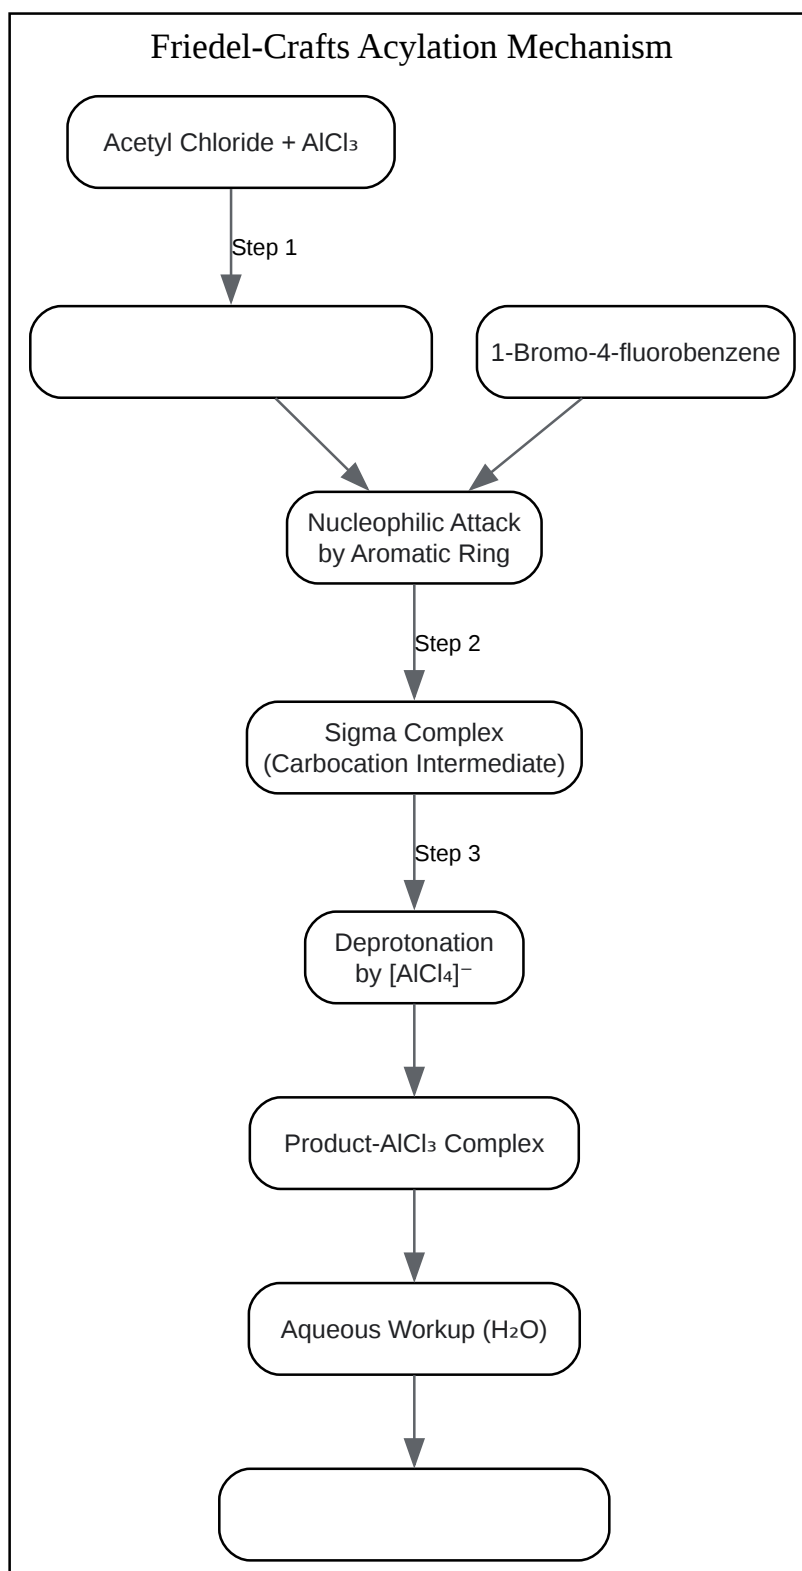 Friedel-Crafts Acylation Mechanism
Acetyl Chloride + AlCl₃
Step 1
1-Bromo-4-fluorobenzene
Nucleophilic Attack
by Aromatic Ring
Step 2
Sigma Complex
(Carbocation Intermediate)
Step 3
Deprotonation
by [AlCl₄]⁻
Product-AlCl₃ Complex
Aqueous Workup (H₂O)